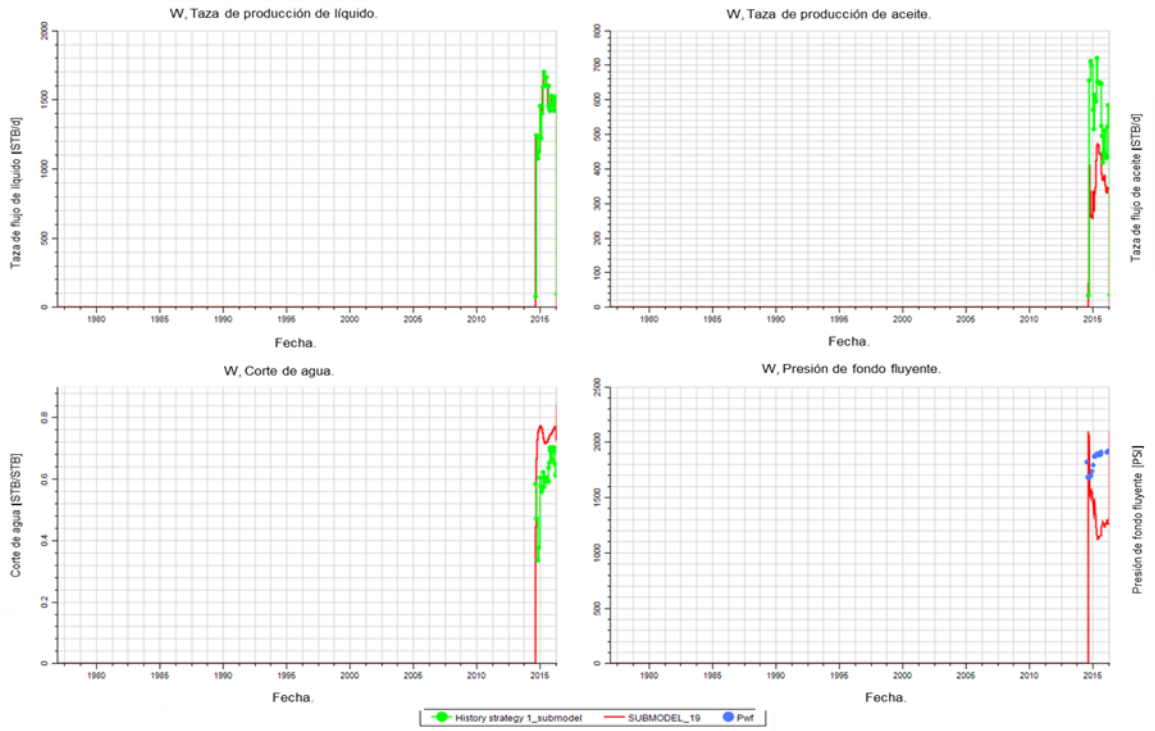 W, Taza de producción de líquido.
Taza de flujo de líquido [STB/d]
2000
1500
1000
500
0
1980 1985 1990 1995 2000 2005 2010 2015
Fecha.
W, Taza de producción de aceite.
800
700
600
500
400
300
200
100
0
Taza de flujo de aceite [STB/d]
1980 1985 1990 1995 2000 2005 2010 2015
Fecha.
W, Corte de agua.
Corte de agua [STB/STB]
0.8
0.6
0.4
0.2
0
1980 1985 1990 1995 2000 2005 2010 2015
Fecha.
W, Presión de fondo fluyente.
2500
2000
1500
1000
500
0
Presión de fondo fluyente [PSI]
1980 1985 1990 1995 2000 2005 2010 2015
Fecha.
History strategy 1_submodel SUBMODEL_19 Pwf